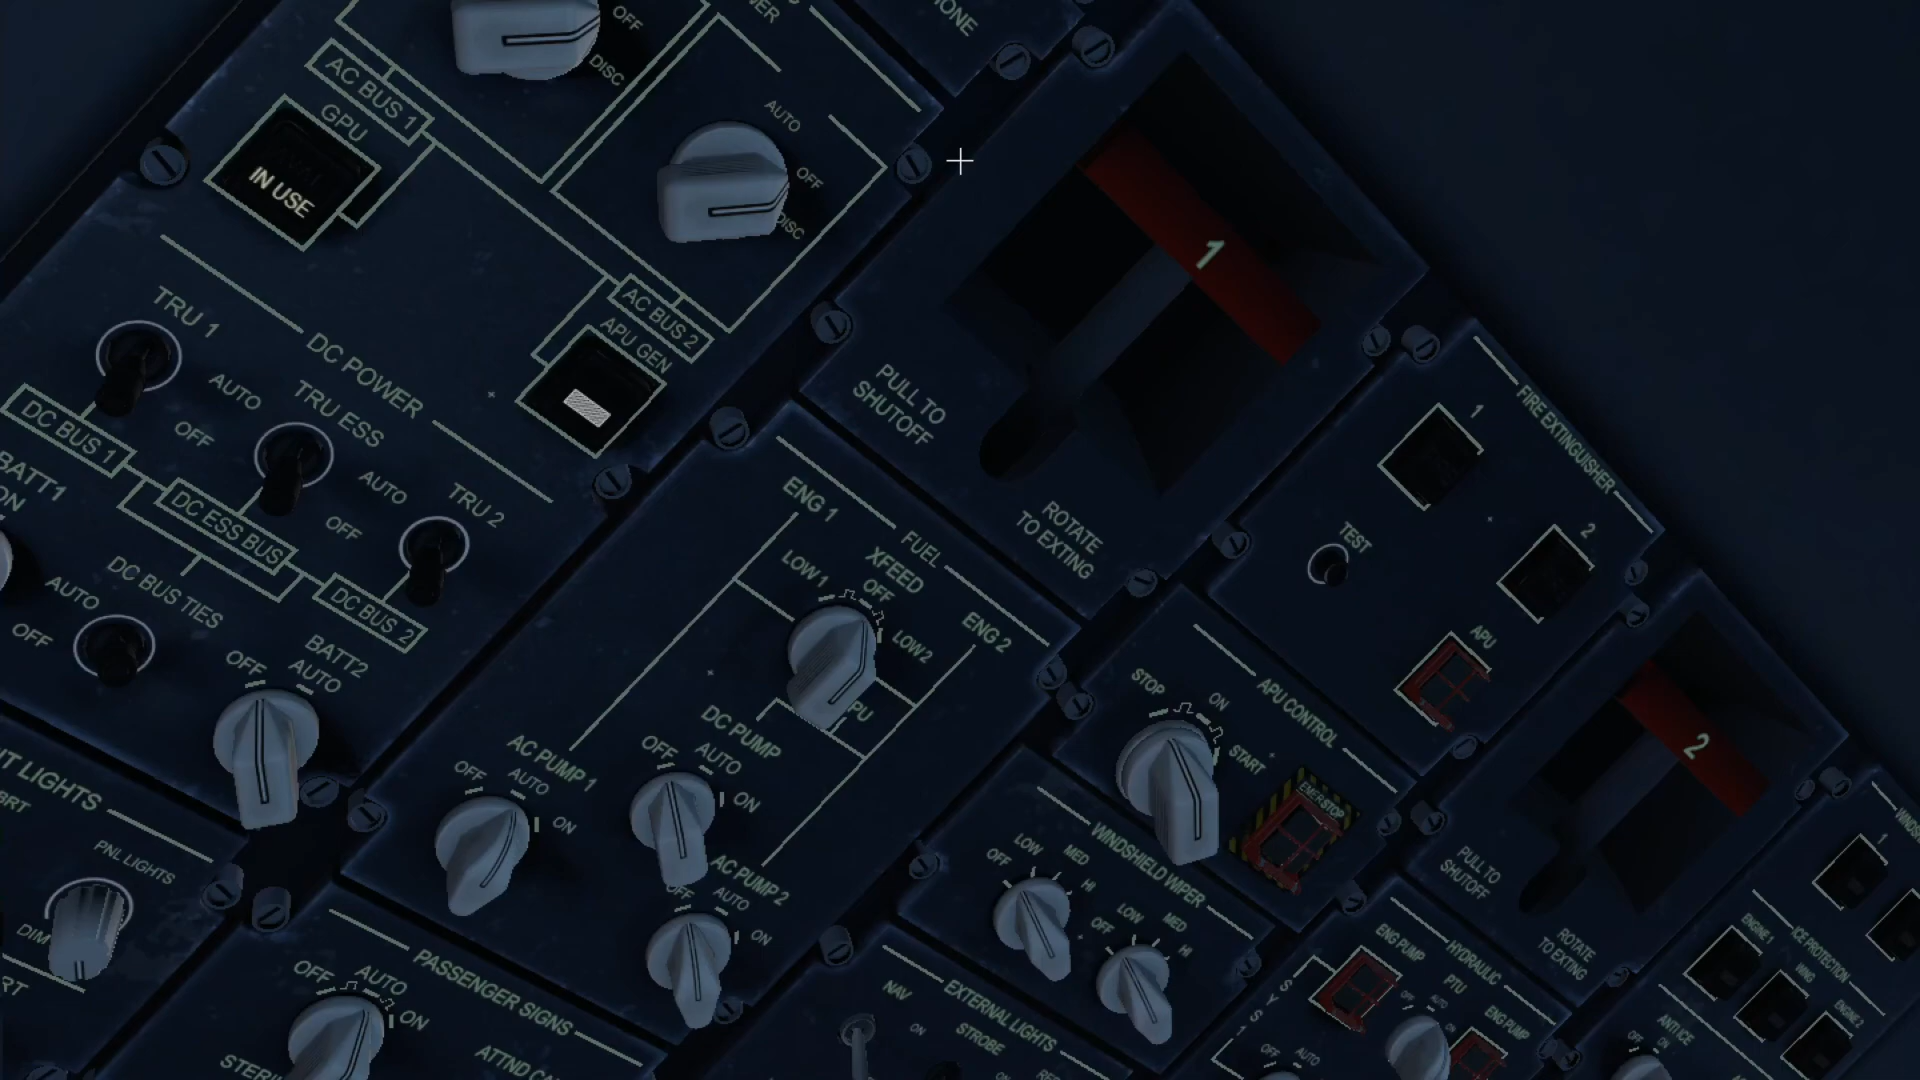 OFF
DISC
AC BUS 1
GPU
IN USE
AUTO
OFF
DISC
AC BUS 2
APU GEN
TRU 1
DC POWER
AUTO
TRU ESS
OFF
DC BUS 1
AUTO
TRU 2
BATT1
DC ESS BUS
OFF
AUTO
DC BUS TIES
DC BUS 2
OFF
BATT2
OFF
AUTO
PNL LIGHTS
DIM
1
PULL TO
SHUTOFF
ROTATE
TO EXTING
FIRE EXTINGUISHER
1
TEST
2
APU
ENG 1
FUEL
XFEED
LOW 1
OFF
ENG 2
LOW 2
DC PUMP
AC PUMP 1
OFF
AUTO
OFF
AUTO
ON
ON
AC PUMP 2
OFF
AUTO
ON
STOP
ON
APU CONTROL
START
EMER STOP
WINDSHIELD WIPER
OFF
LOW
MED
HI
OFF
LOW
MED
HI
2
PULL TO
SHUTOFF
ROTATE
TO EXTING
PASSENGER SIGNS
OFF
AUTO
ON
EXTERNAL LIGHTS
NAV
ON
STROBE
HYDRAULIC
ENG PUMP
PTU
ENG PUMP
SYS 1
OFF
AUTO
OFF
AUTO
ON
1
ICE PROTECTION
ENGINE 1
WING
ENGINE 2
ANTI ICE
OFF
ON